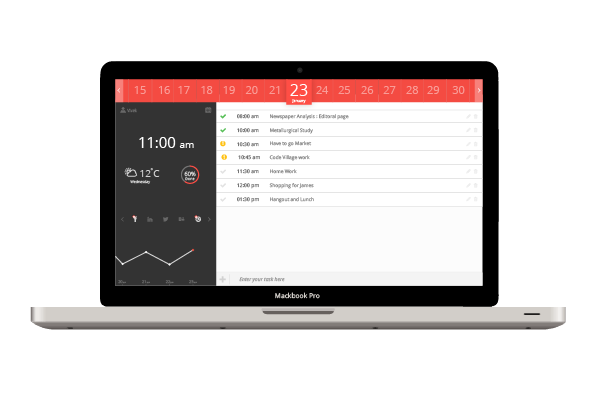 15 16 17 18 19 20 21 23 24 25 26 27 28 29 30
January
11:00 am
12°C
Wednesday
60%
Done
08:00 am Newspaper Analysis : Editoral page
10:00 am Metallurgical Study
10:30 am Have to go Market
10:45 am Code Village work
11:30 am Home Work
12:00 pm Shopping for James
01:30 pm Hangout and Lunch
Enter your task here
Mackbook Pro